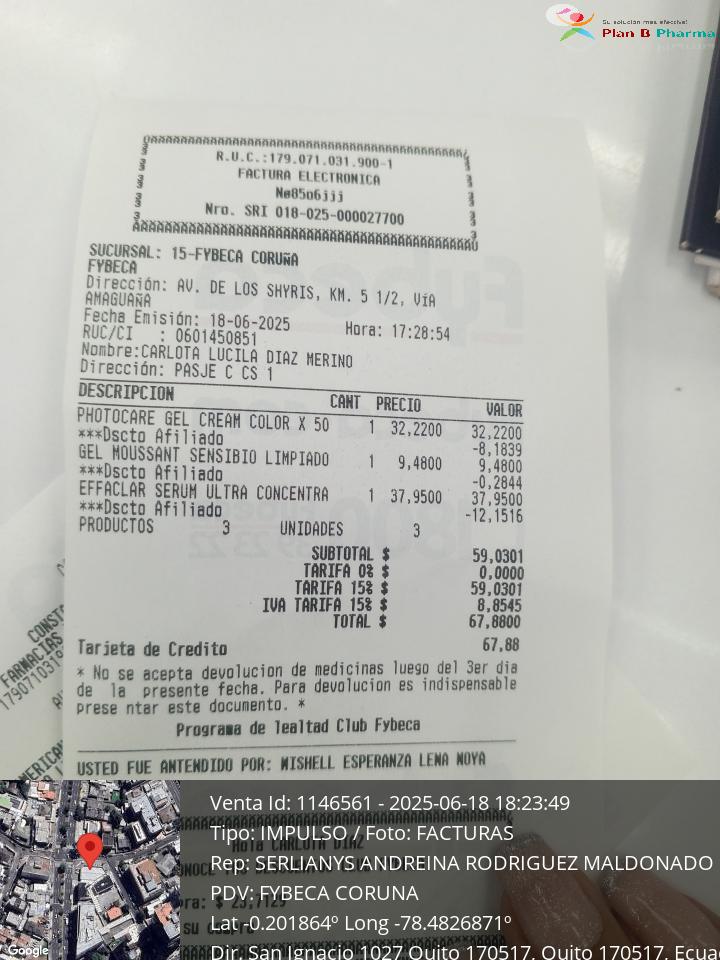 Su solución más efectiva!
Plan B Pharma
R.U.C.:179.071.031.900-1
FACTURA ELECTRONICA
Nø85o6jjj
Nro. SRI 018-025-000027700
SUCURSAL: 15-FYBECA CORUñA
FYBECA
Dirección: AV. DE LOS SHYRIS, KM. 5 1/2, VíA
AMAGUAÑA
Fecha Emisión: 18-06-2025 Hora: 17:28:54
RUC/CI : 0601450851
Nombre:CARLOTA LUCILA DIAZ MERINO
Dirección: PASJE C CS 1
DESCRIPCION CANT PRECIO VALOR
PHOTOCARE GEL CREAM COLOR X 50 1 32,2200 32,2200
***Dscto Afiliado -8,1839
GEL MOUSSANT SENSIBIO LIMPIADO 1 9,4800 9,4800
***Dscto Afiliado -0,2844
EFFACLAR SERUM ULTRA CONCENTRA 1 37,9500 37,9500
***Dscto Afiliado -12,1516
PRODUCTOS 3 UNIDADES 3
SUBTOTAL $ 59,0301
TARIFA 0% $ 0,0000
TARIFA 15% $ 59,0301
IVA TARIFA 15% $ 8,8545
TOTAL $ 67,8800
Tarjeta de Credito 67,88
* No se acepta devolucion de medicinas luego del 3er dia
de la presente fecha. Para devolucion es indispensable
prese ntar este documento. *
Programa de lealtad Club Fybeca
USTED FUE ANTENDIDO POR: MISHELL ESPERANZA LEMA MOYA
Hola CARLOTA DIAZ
CONST
FARMACIAS
Venta Id: 1146561 - 2025-06-18 18:23:49
Tipo: IMPULSO / Foto: FACTURAS
Rep: SERLIANYS ANDREINA RODRIGUEZ MALDONADO
PDV: FYBECA CORUNA
Lat -0.201864º Long -78.4826871º
Dir. San Ignacio 1027 Quito 170517, Quito 170517, Ecua
Google